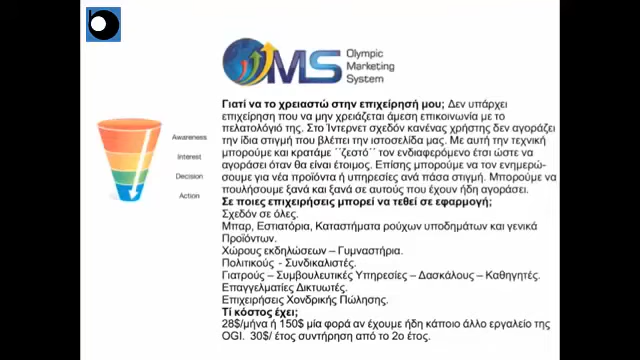 OMS
Olympic
Marketing
System
Awareness
Interest
Decision
Action
Γιατί να το χρειαστώ στην επιχείρησή μου; Δεν υπάρχει
επιχείρηση που να μην χρειάζεται άμεση επικοινωνία με το
πελατολόγιό της. Στο Ίντερνετ σχεδόν κανένας χρήστης δεν αγοράζει
την ίδια στιγμή που βλέπει την ιστοσελίδα μας. Με αυτή την τεχνική
μπορούμε και κρατάμε ΄΄ζεστό΄΄ τον ενδιαφερόμενο έτσι ώστε να
αγοράσει όταν θα είναι έτοιμος. Επίσης μπορούμε να τον ενημερώ-
σουμε για νέα προϊόντα ή υπηρεσίες ανά πάσα στιγμή. Μπορούμε να
πουλήσουμε ξανά και ξανά σε αυτούς που έχουν ήδη αγοράσει.
Σε ποιες επιχειρήσεις μπορεί να τεθεί σε εφαρμογή;
Σχεδόν σε όλες.
Μπαρ, Εστιατόρια, Καταστήματα ρούχων υποδημάτων και γενικά
Προϊόντων.
Χώρους εκδηλώσεων – Γυμναστήρια.
Πολιτικούς - Συνδικαλιστές.
Γιατρούς – Συμβουλευτικές Υπηρεσίες – Δασκάλους – Καθηγητές.
Επαγγελματίες Δικτυωτές.
Επιχειρήσεις Χονδρικής Πώλησης.
Τί κόστος έχει;
28$/μήνα ή 150$ μία φορά αν έχουμε ήδη κάποιο άλλο εργαλείο της
OGI. 30$/ έτος συντήρηση από το 2ο έτος.